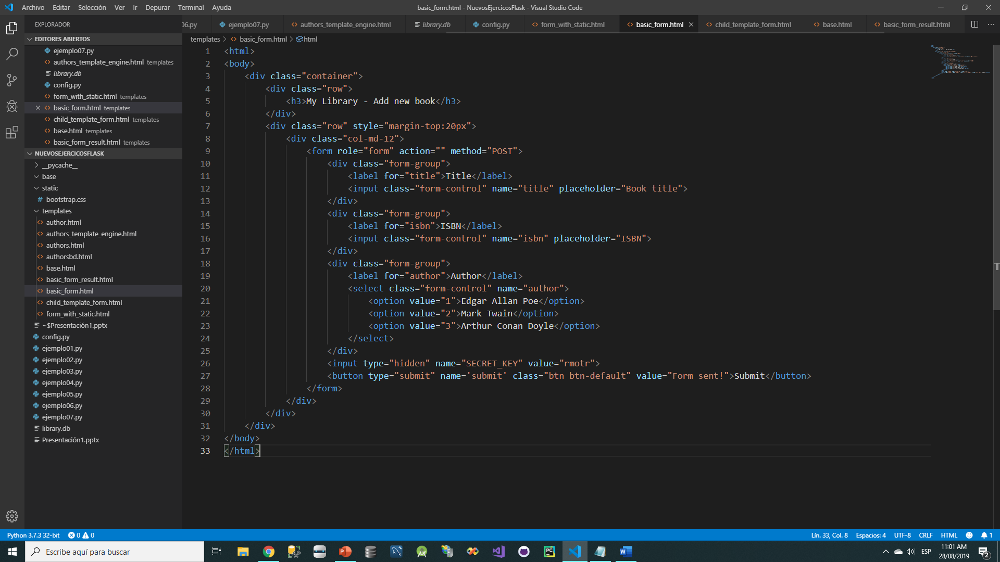 Archivo Editar Selección Ver Ir Depurar Terminal Ayuda
basic_form.html - NuevosEjercicosFlask - Visual Studio Code
EXPLORADOR
EDITORES ABIERTOS
ejemplo07.py
authors_template_engine.html templates
library.db
config.py
form_with_static.html templates
basic_form.html templates
child_template_form.html templates
base.html templates
basic_form_result.html templates
NUEVOSEJERCICOSFLASK
__pycache__
base
static
# bootstrap.css
templates
author.html
authors_template_engine.html
authors.html
authorsbd.html
base.html
basic_form_result.html
basic_form.html
child_template_form.html
form_with_static.html
~$Presentación1.pptx
config.py
ejemplo01.py
ejemplo02.py
ejemplo03.py
ejemplo04.py
ejemplo05.py
ejemplo06.py
ejemplo07.py
library.db
Presentación1.pptx
06.py ejemplo07.py authors_template_engine.html library.db config.py form_with_static.html basic_form.html child_template_form.html base.html basic_form_result.html
templates > basic_form.html > html
1 <html>
2 <body>
3 <div class="container">
4 <div class="row">
5 <h3>My Library - Add new book</h3>
6 </div>
7 <div class="row" style="margin-top:20px">
8 <div class="col-md-12">
9 <form role="form" action="" method="POST">
10 <div class="form-group">
11 <label for="title">Title</label>
12 <input class="form-control" name="title" placeholder="Book title">
13 </div>
14 <div class="form-group">
15 <label for="isbn">ISBN</label>
16 <input class="form-control" name="isbn" placeholder="ISBN">
17 </div>
18 <div class="form-group">
19 <label for="author">Author</label>
20 <select class="form-control" name="author">
21 <option value="1">Edgar Allan Poe</option>
22 <option value="2">Mark Twain</option>
23 <option value="3">Arthur Conan Doyle</option>
24 </select>
25 </div>
26 <input type="hidden" name="SECRET_KEY" value="rmotr">
27 <button type="submit" name='submit' class="btn btn-default" value="Form sent!">Submit</button>
28 </form>
29 </div>
30 </div>
31 </div>
32 </body>
33 </html>
Python 3.7.3 32-bit 0 0
Lín. 33, Col. 8 Espacios: 4 UTF-8 CRLF HTML 1
Escribe aquí para buscar
ESP
11:01 AM
28/08/2019
2